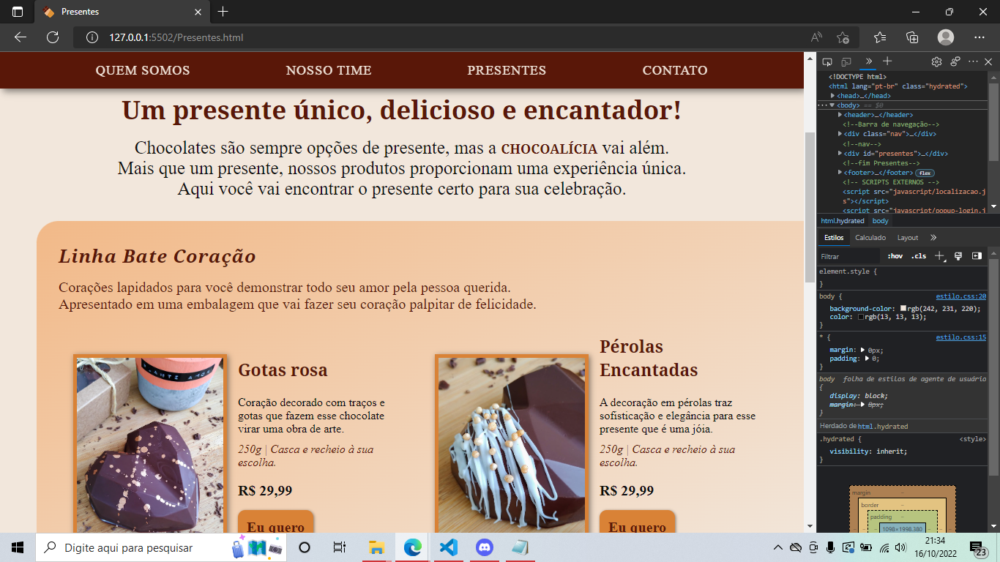 Presentes
127.0.0.1:5502/Presentes.html
QUEM SOMOS NOSSO TIME PRESENTES CONTATO
Um presente único, delicioso e encantador!
Chocolates são sempre opções de presente, mas a CHOCOALÍCIA vai além.
Mais que um presente, nossos produtos proporcionam uma experiência única.
Aqui você vai encontrar o presente certo para sua celebração.
Linha Bate Coração
Corações lapidados para você demonstrar todo seu amor pela pessoa querida.
Apresentado em uma embalagem que vai fazer seu coração palpitar de felicidade.
Gotas rosa
Coração decorado com traços e
gotas que fazem esse chocolate
virar uma obra de arte.
250g | Casca e recheio à sua
escolha.
R$ 29,99
Eu quero
Pérolas
Encantadas
A decoração em pérolas traz
sofisticação e elegância para esse
presente que é uma jóia.
250g | Casca e recheio à sua
escolha.
R$ 29,99
Eu quero
<!DOCTYPE html>
<html lang="pt-br" class="hydrated">
<head>…</head>
<body> == $0
<header>…</header>
<!--Barra de navegação-->
<div class="nav">…</div>
<!--nav-->
<div id="presentes">…</div>
<!--fim Presentes-->
<footer>…</footer> flex
<!-- SCRIPTS EXTERNOS -->
<script src="javascript/localizacao.j
s"></script>
<script src="javascript/popup-login.j
html.hydrated body
Estilos Calculado Layout
Filtrar :hov .cls
element.style {
}
body { estilo.css:20
background-color: rgb(242, 231, 220);
color: rgb(13, 13, 13);
}
* { estilo.css:15
margin: 0px;
padding: 0;
}
body folha de estilos de agente de usuário
{
display: block;
margin: 8px;
}
Herdado de html.hydrated
.hydrated { <style>
visibility: inherit;
}
margin
border
padding
1098×1998.380
Digite aqui para pesquisar
21:34
16/10/2022
23